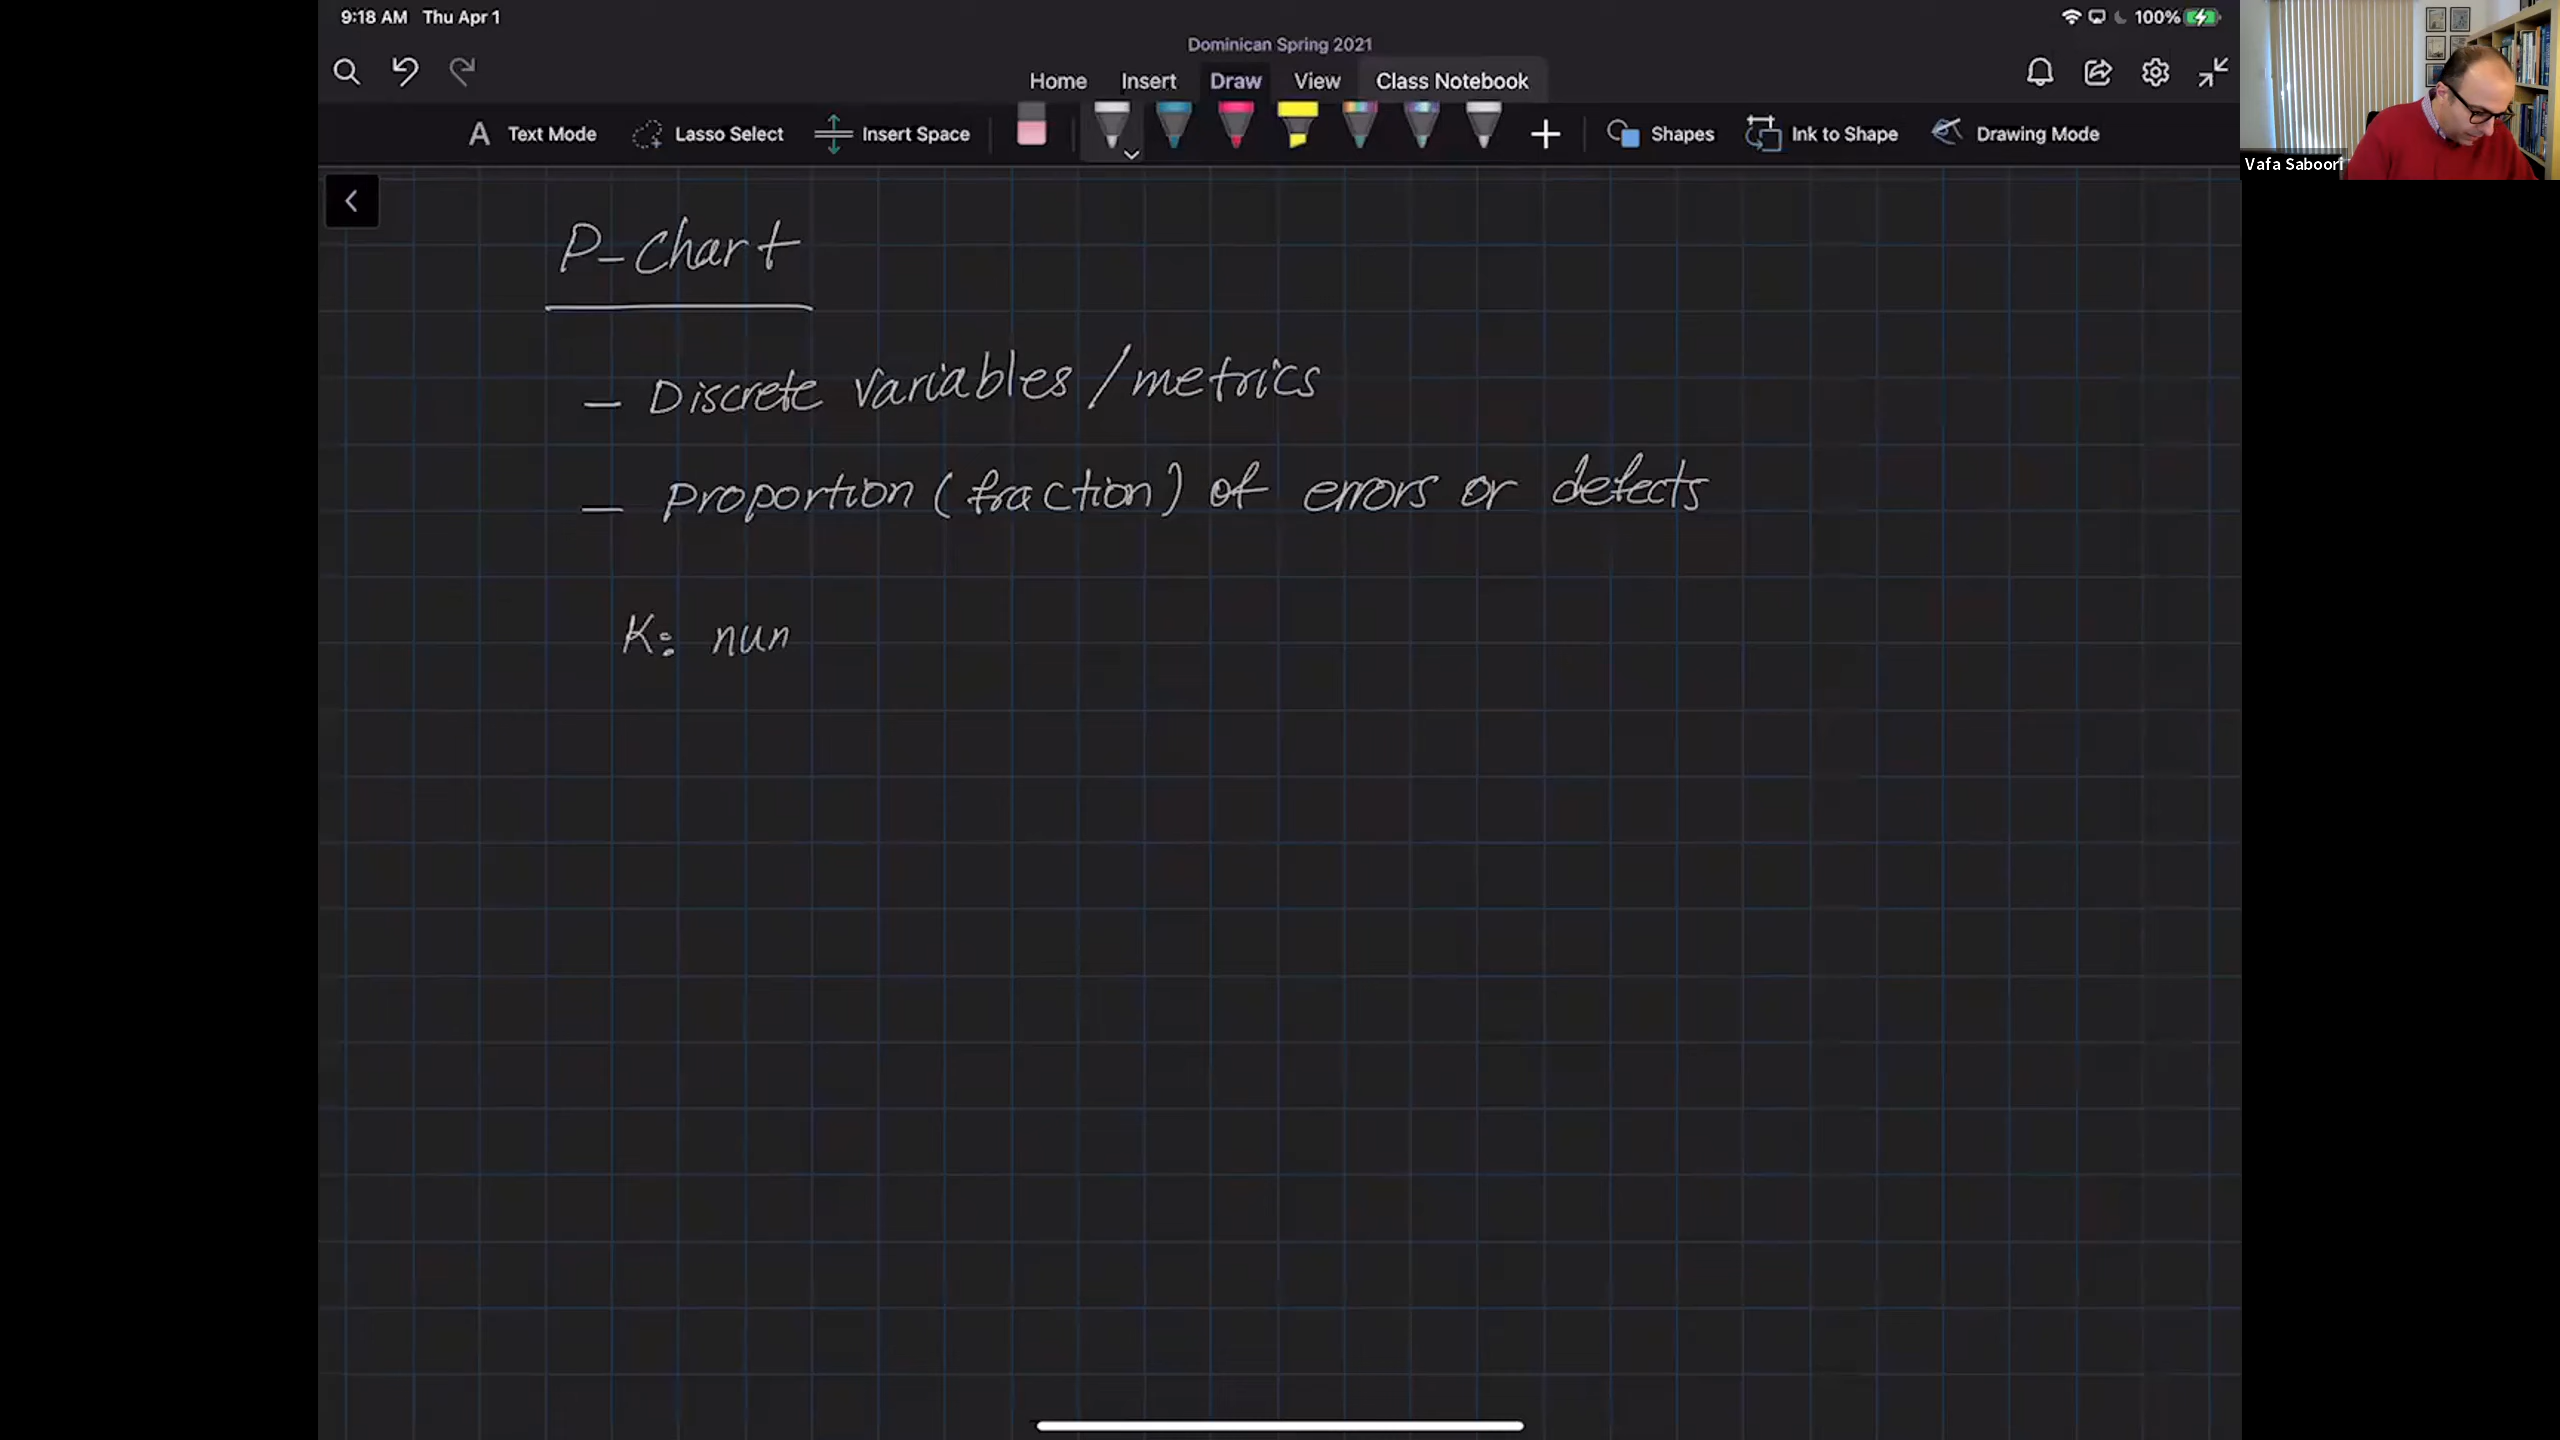 9:18 AM Thu Apr 1
100%
Dominican Spring 2021
Home Insert Draw View Class Notebook
Text Mode Lasso Select Insert Space Shapes Ink to Shape Drawing Mode
Vafa Saboori
P-Chart
- Discrete variables/metrics
- proportion (fraction) of errors or defects
K: nun